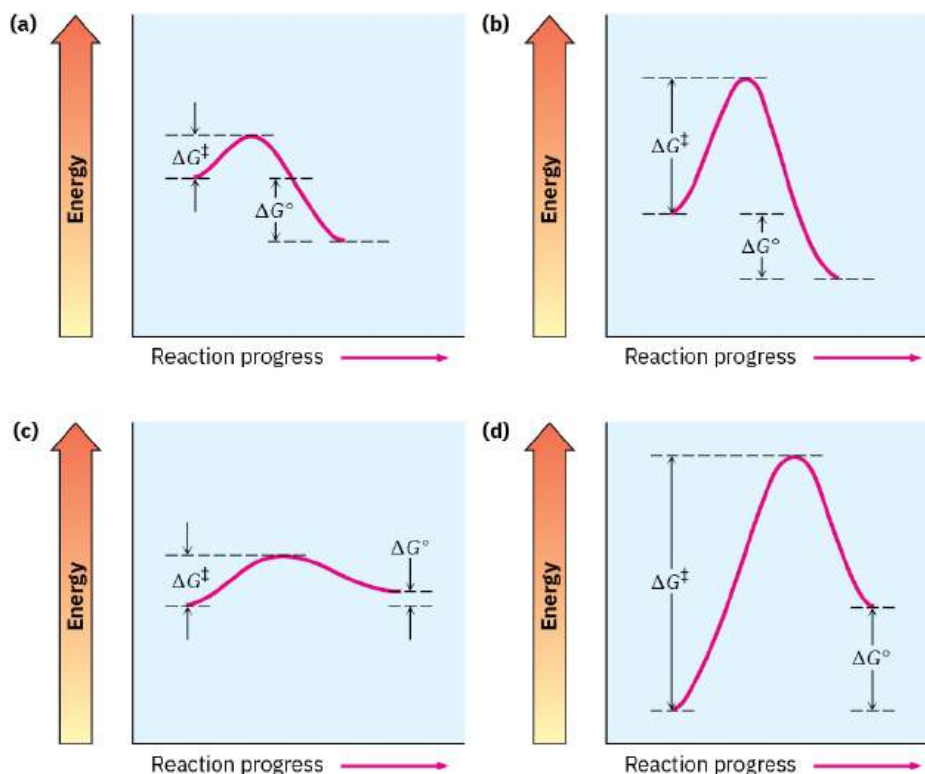 (a)
Energy
ΔG‡
ΔG°
Reaction progress
(b)
Energy
ΔG‡
ΔG°
Reaction progress
(c)
Energy
ΔG‡
ΔG°
Reaction progress
(d)
Energy
ΔG‡
ΔG°
Reaction progress